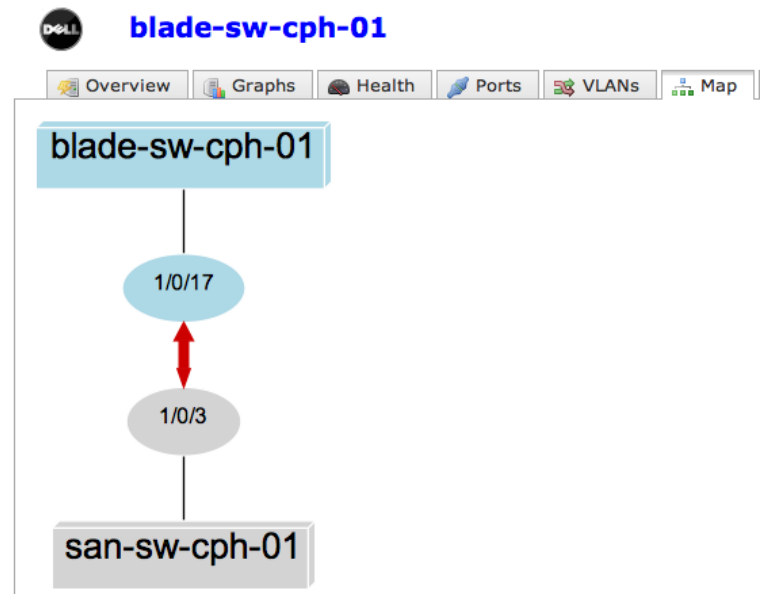 DELL
blade-sw-cph-01
Overview Graphs Health Ports VLANs Map
blade-sw-cph-01
1/0/17
1/0/3
san-sw-cph-01